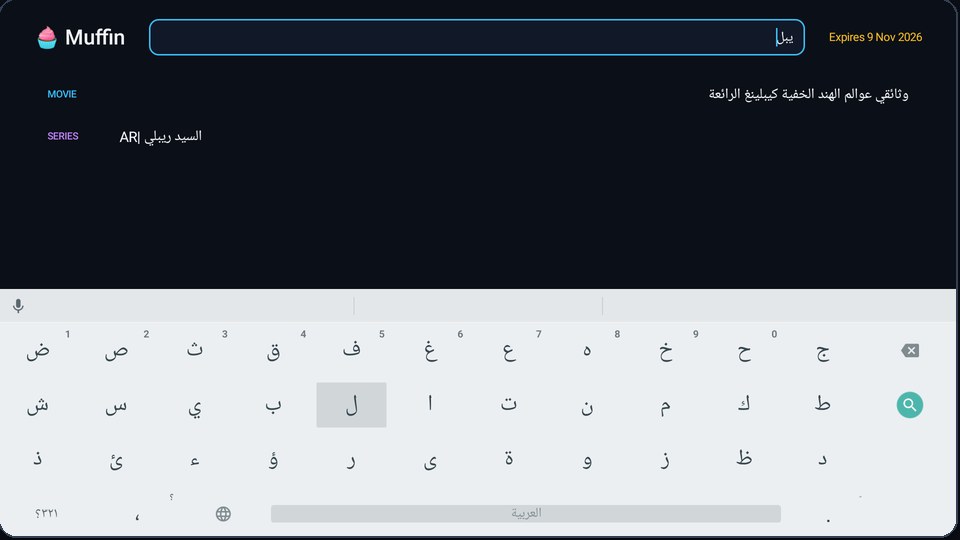 Muffin
يبل
Expires 9 Nov 2026
MOVIE
وثائقي عوالم الهند الخفية كيبلينغ الرائعة
SERIES
AR| السيد ريبلي
1 2 3 4 5 6 7 8 9 0
ض ص ث ق ف غ ع ه خ ح ج
ش س ي ب ل ا ت ن م ك ط
ذ ئ ء ؤ ر ى ة و ز ظ د
؟٣٢١ ، ؟ العربية .